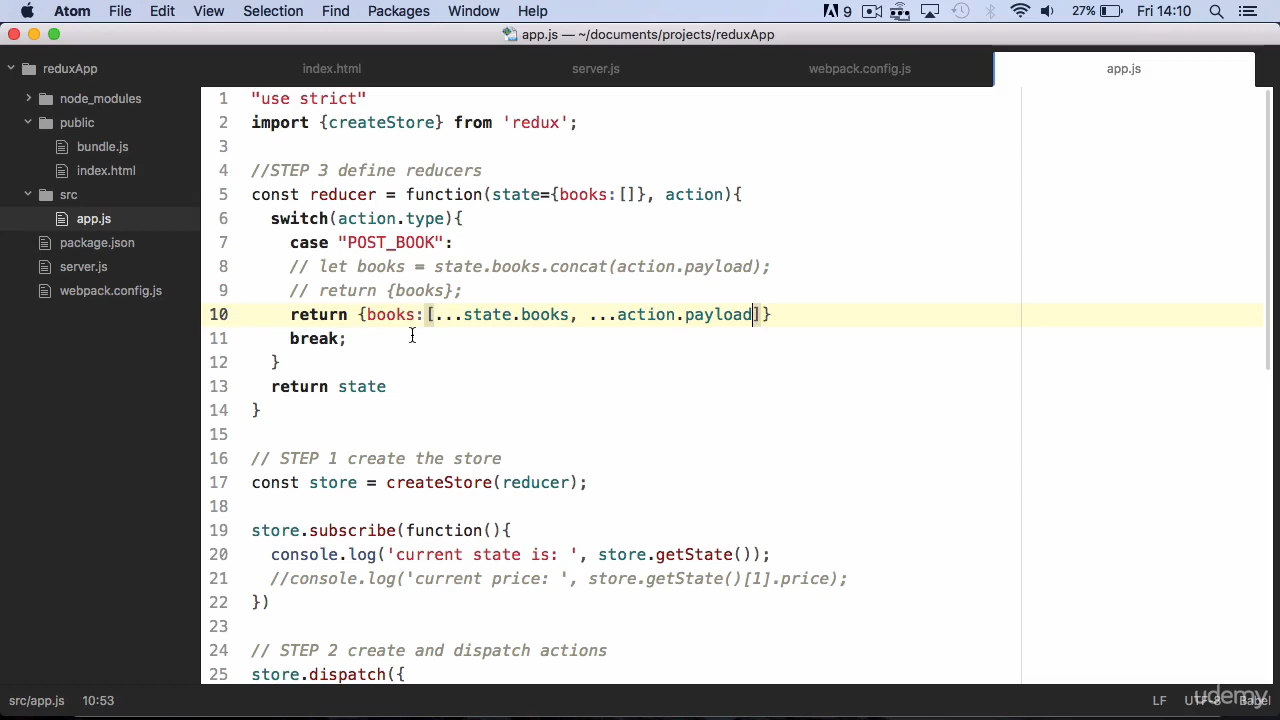 Atom File Edit View Selection Find Packages Window Help 9 27% Fri 14:10
app.js — ~/documents/projects/reduxApp
reduxApp index.html server.js webpack.config.js app.js
node_modules
public
bundle.js
index.html
src
app.js
package.json
server.js
webpack.config.js
1 "use strict"
2 import {createStore} from 'redux';
3
4 //STEP 3 define reducers
5 const reducer = function(state={books:[]}, action){
6 switch(action.type){
7 case "POST_BOOK":
8 // let books = state.books.concat(action.payload);
9 // return {books};
10 return {books:[...state.books, ...action.payload]}
11 break;
12 }
13 return state
14 }
15
16 // STEP 1 create the store
17 const store = createStore(reducer);
18
19 store.subscribe(function(){
20 console.log('current state is: ', store.getState());
21 //console.log('current price: ', store.getState()[1].price);
22 })
23
24 // STEP 2 create and dispatch actions
25 store.dispatch({
src/app.js 10:53 LF UTF-8 Babel
udemy